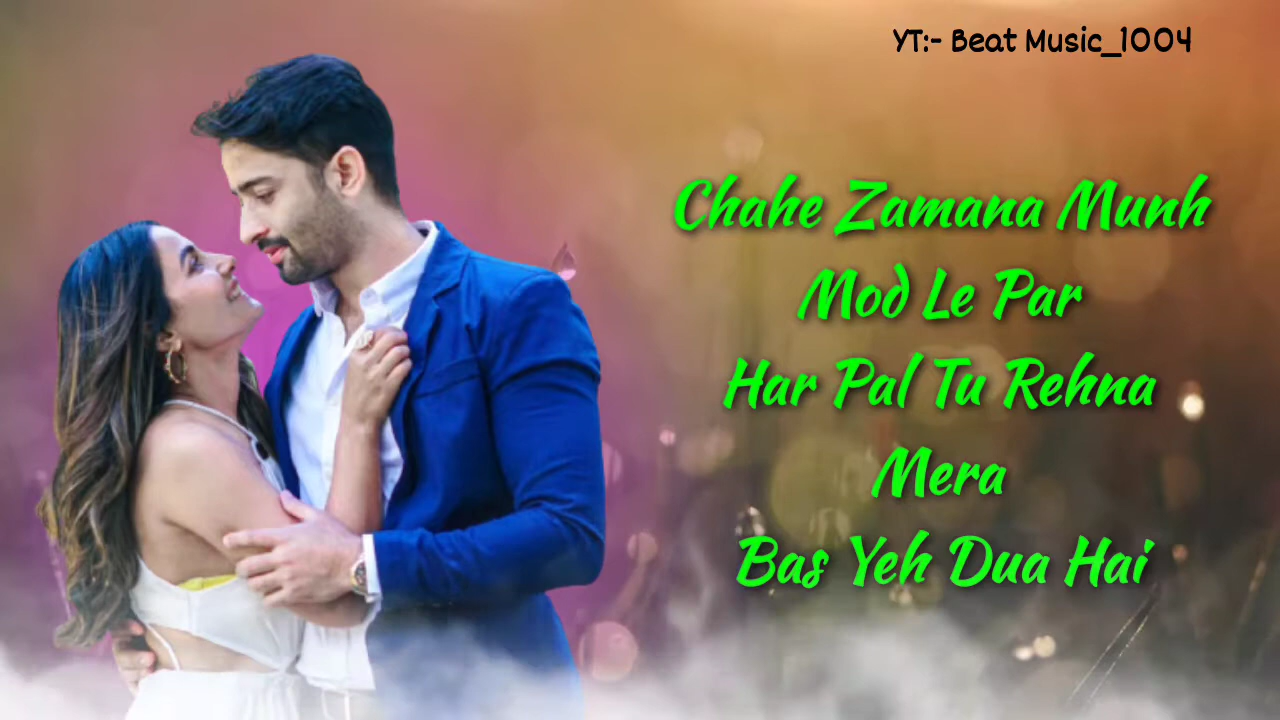 YT:- Beat Music_1004
Chahe Zamana Munh
Mod Le Par
Har Pal Tu Rehna
Mera
Bas Yeh Dua Hai